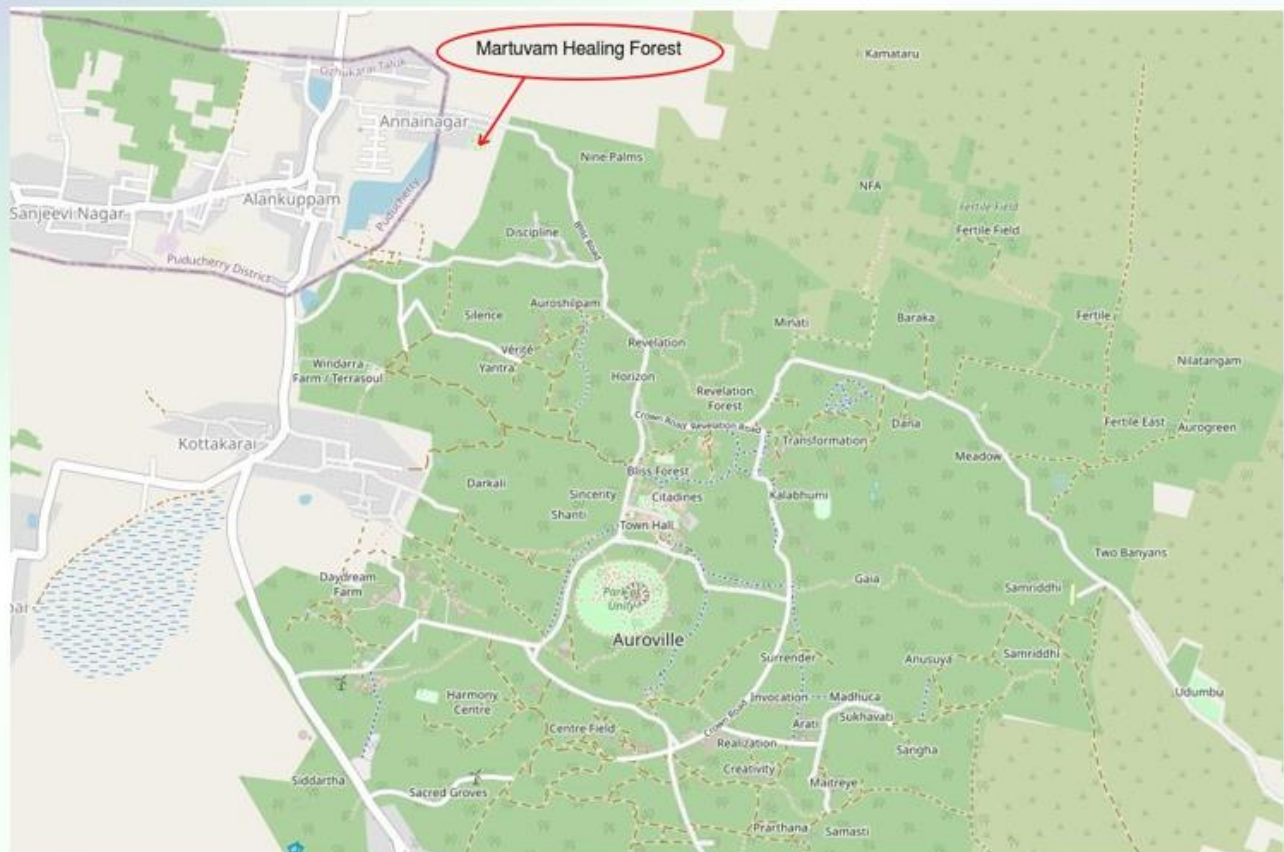 Martuvam Healing Forest
Kamataru
Ozhukarai Taluk
Annainagar
Nine Palms
NFA
Sanjeevi Nagar
Alankuppam
Puducherry
Fertile Field
Fertile Field
Discipline
Bliss Road
Puducherry District
Silence
Auroshilpam
Minati
Baraka
Fertile
Revelation
Vérité
Yantra
Nilatangam
Windarra
Farm / Terrasoul
Horizon
Revelation
Forest
Crown Road
Revelation Road
Dana
Fertile East
Aurogreen
Kottakarai
Transformation
Meadow
Bliss Forest
Darkali
Sincerity
Citadines
Kalabhumi
Shanti
Town Hall
Two Banyans
Daydream
Farm
Gaia
Samriddhi
Park of
Unity
Auroville
Surrender
Anusuya
Samriddhi
Harmony
Centre
Invocation
Madhuca
Udumbu
Sukhavati
Centre Field
Crown Road
Arati
Realization
Sangha
Creativity
Siddartha
Maitreye
Sacred Groves
Prarthana
Samasti